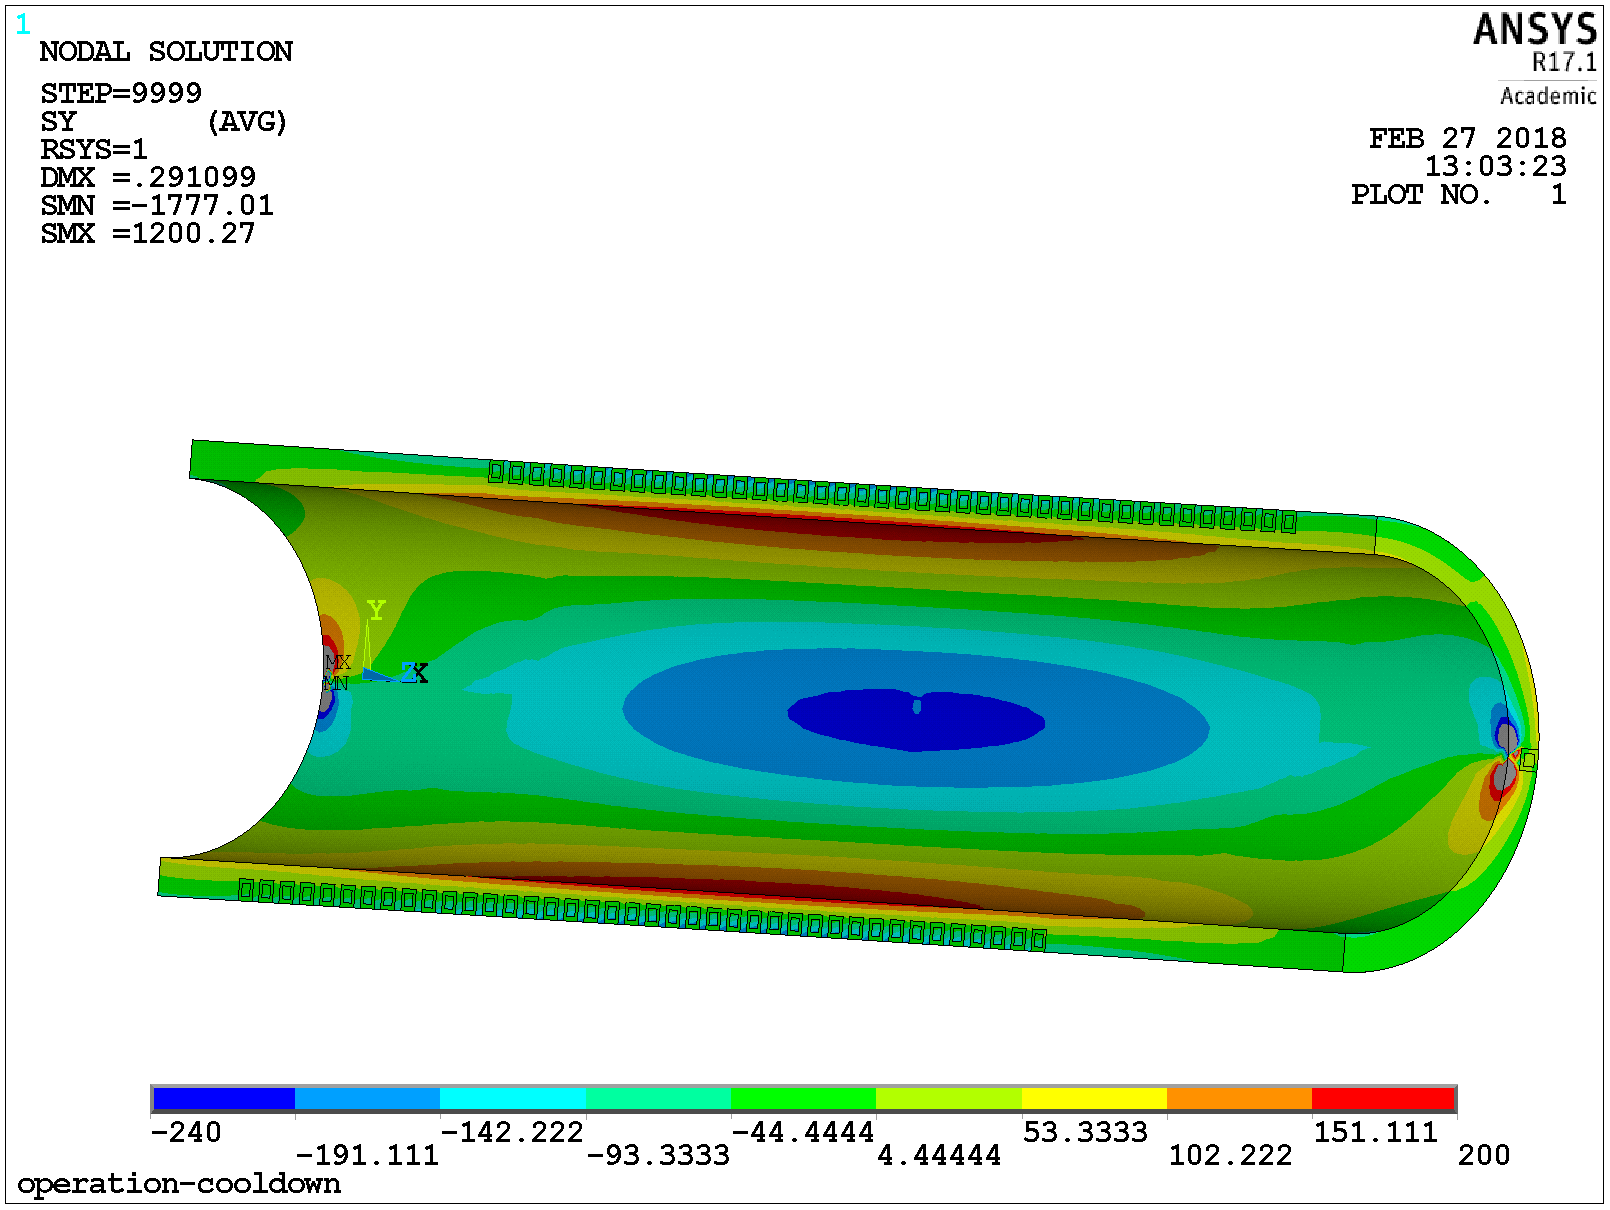 1
NODAL SOLUTION
STEP=9999
SY (AVG)
RSYS=1
DMX =.291099
SMN =-1777.01
SMX =1200.27
ANSYS
R17.1
Academic
FEB 27 2018
13:03:23
PLOT NO. 1
Y
MX
MN
Z
X
-240
-191.111
-142.222
-93.3333
-44.4444
4.44444
53.3333
102.222
151.111
200
operation-cooldown